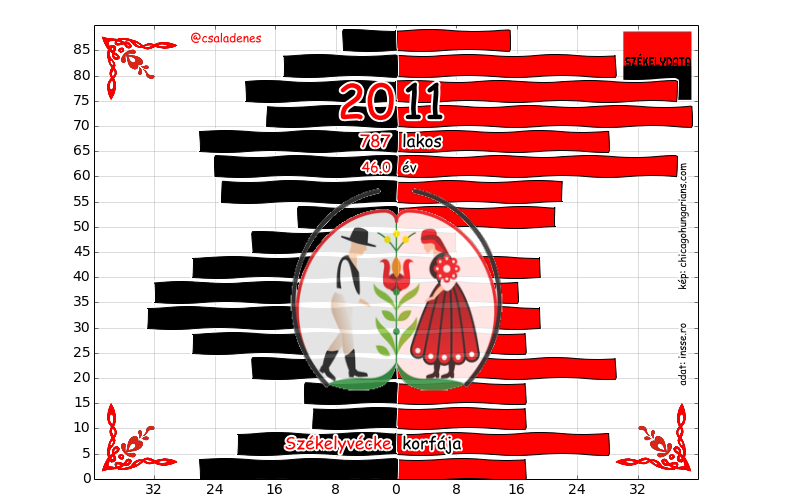 @csaladenes
SZÉKELYDATA
2011
787 lakos
46.0 év
kép: chicagohungarians.com
adat: insse.ro
Székelyvécke korfája
85
80
75
70
65
60
55
50
45
40
35
30
25
20
15
10
5
0
32 24 16 8 0 8 16 24 32